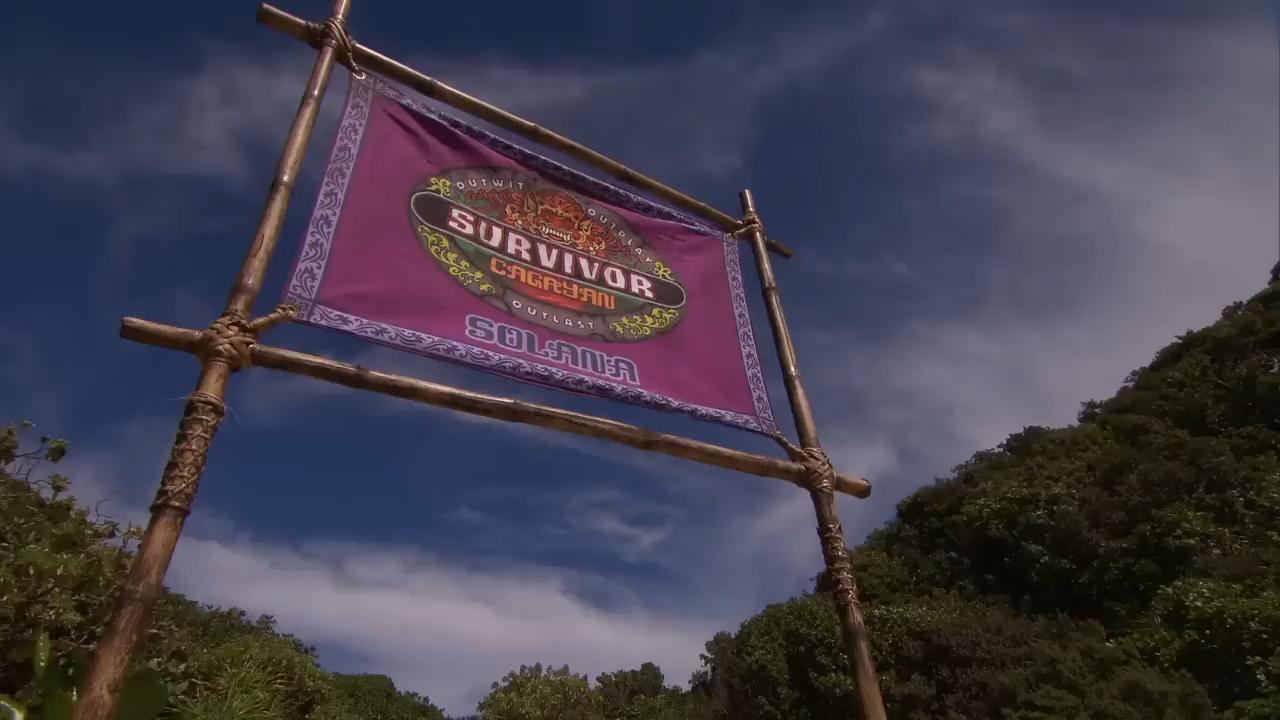 OUTWIT
OUTPLAY
SURVIVOR
CAGAYAN
OUTLAST
SOLANA